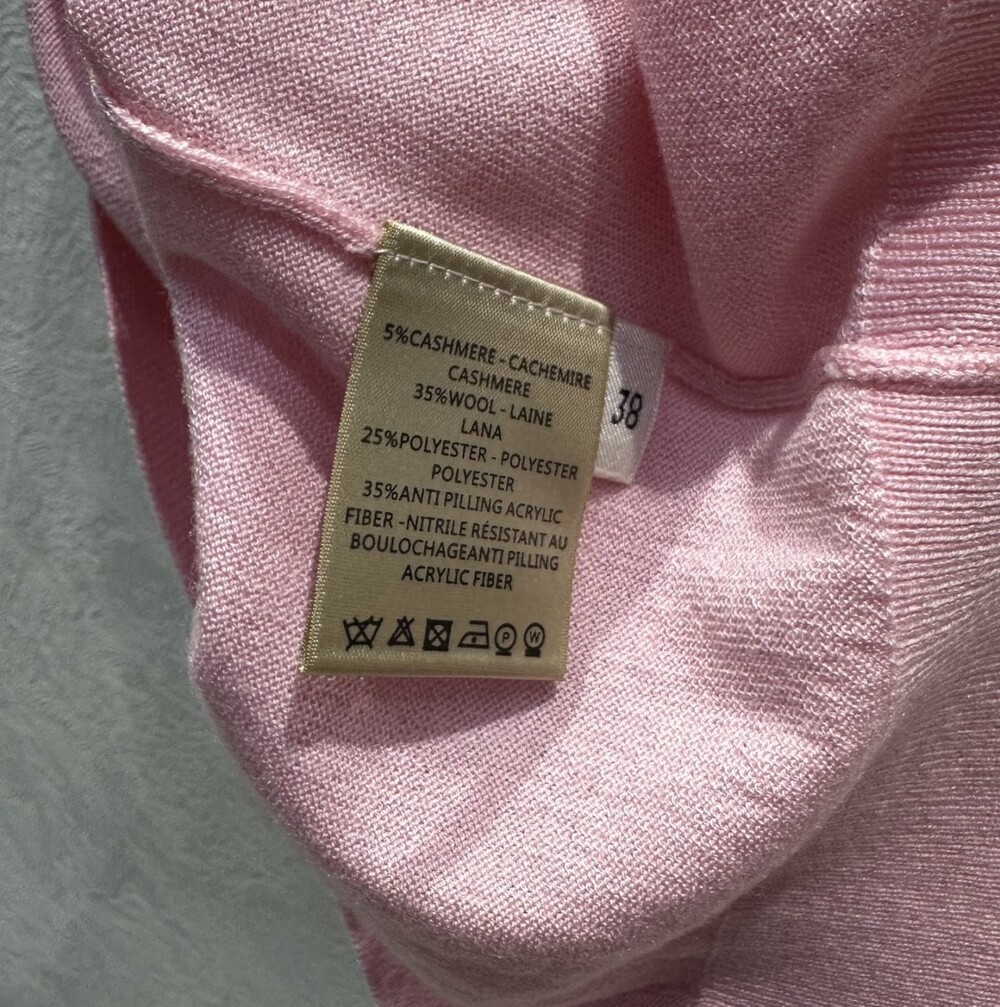 5%CASHMERE - CACHEMIRE
CASHMERE
35%WOOL - LAINE
LANA
25%POLYESTER - POLYESTER
POLYESTER
35%ANTI PILLING ACRYLIC
FIBER -NITRILE RÉSISTANT AU
BOULOCHAGEANTI PILLING
ACRYLIC FIBER
P W
38